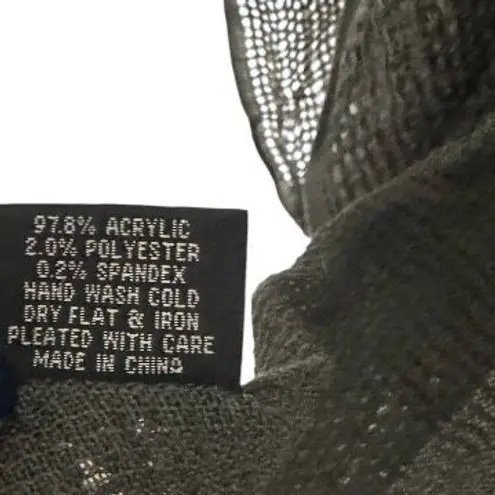 97.8% ACRYLIC
2.0% POLYESTER
0.2% SPANDEX
HAND WASH COLD
DRY FLAT & IRON
PLEATED WITH CARE
MADE IN CHINA